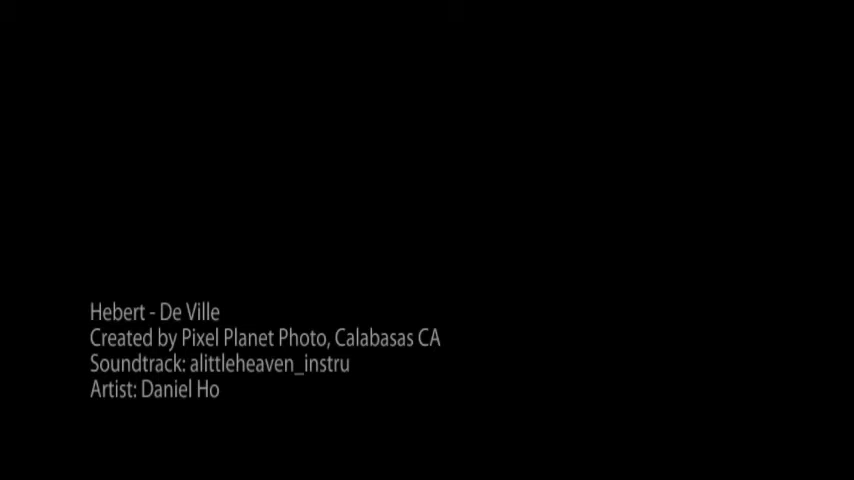 Hebert - De Ville
Created by Pixel Planet Photo, Calabasas CA
Soundtrack: alittleheaven_instru
Artist: Daniel Ho